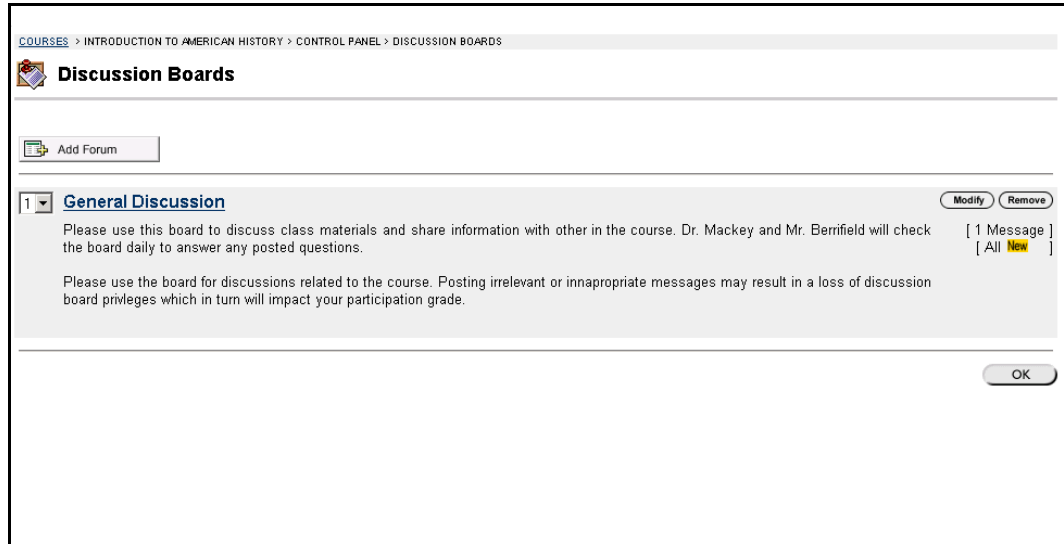 COURSES > INTRODUCTION TO AMERICAN HISTORY > CONTROL PANEL > DISCUSSION BOARDS
Discussion Boards
Add Forum
1 General Discussion Modify Remove
Please use this board to discuss class materials and share information with other in the course. Dr. Mackey and Mr. Berrifield will check [ 1 Message ]
the board daily to answer any posted questions. [ All New ]
Please use the board for discussions related to the course. Posting irrelevant or innapropriate messages may result in a loss of discussion
board privleges which in turn will impact your participation grade.
OK